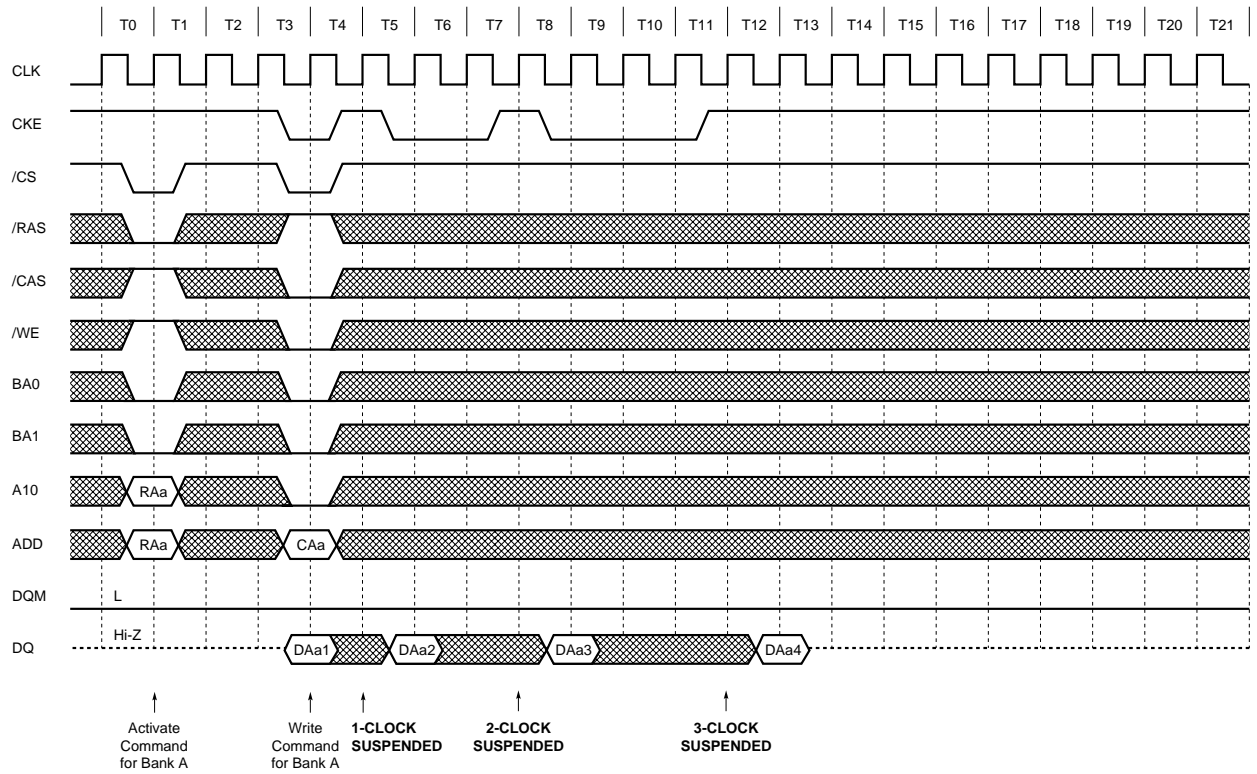 T0 T1 T2 T3 T4 T5 T6 T7 T8 T9 T10 T11 T12 T13 T14 T15 T16 T17 T18 T19 T20 T21
CLK
CKE
/CS
/RAS
/CAS
/WE
BA0
BA1
A10 RAa
ADD RAa CAa
DQM L
DQ Hi-Z DAa1 DAa2 DAa3 DAa4
Activate
Command
for Bank A
Write
Command
for Bank A
1-CLOCK
SUSPENDED
2-CLOCK
SUSPENDED
3-CLOCK
SUSPENDED